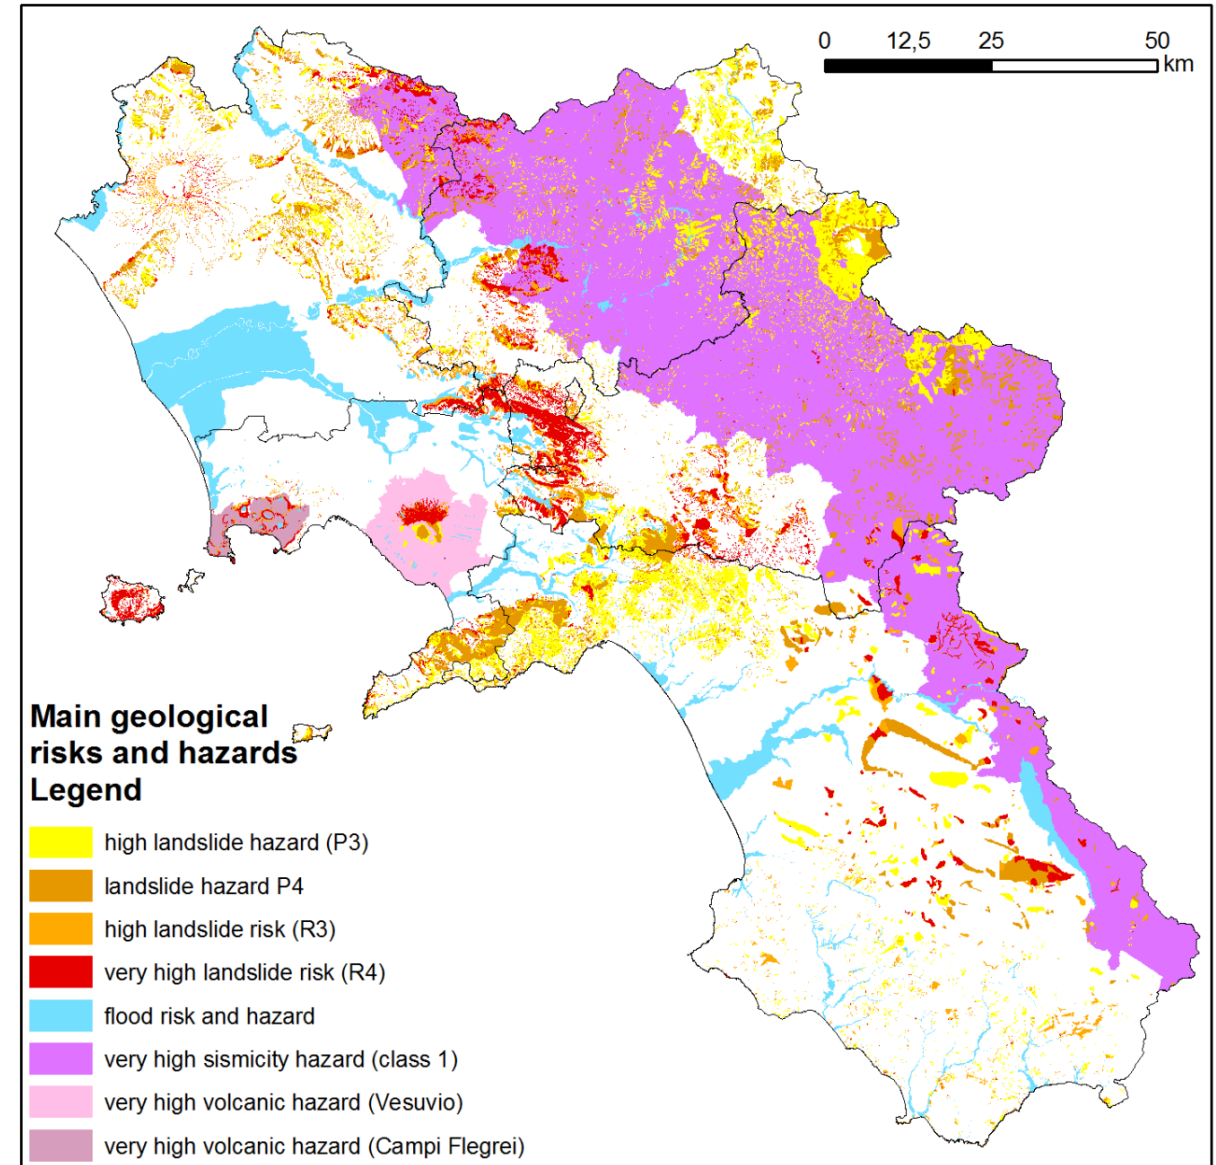 0 12,5 25 50
km
Main geological
risks and hazards
Legend
high landslide hazard (P3)
landslide hazard P4
high landslide risk (R3)
very high landslide risk (R4)
flood risk and hazard
very high sismicity hazard (class 1)
very high volcanic hazard (Vesuvio)
very high volcanic hazard (Campi Flegrei)